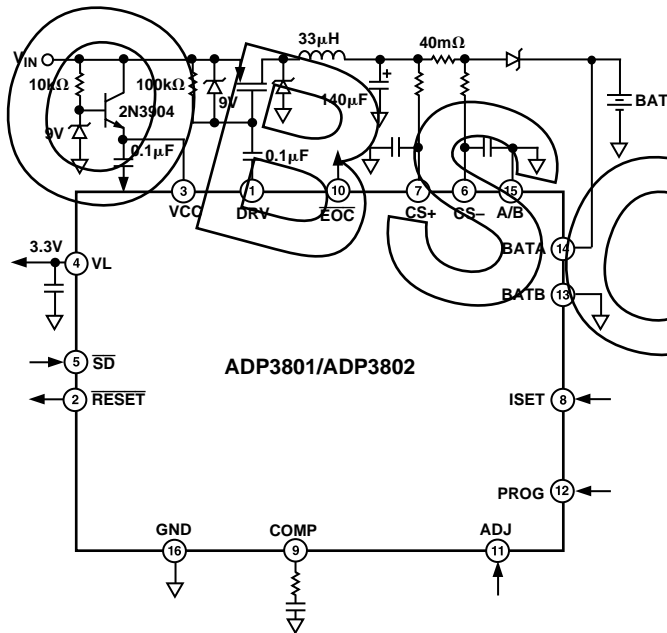 33μH
40mΩ
VIN
10kΩ
100kΩ
2N3904
9V
140μF
BAT
9V
0.1μF
0.1μF
3
1
10
7
6
15
VCC
DRV
EOC
CS+
CS–
A/B
BATA
14
3.3V
4
VL
BATB
13
5
SD
ADP3801/ADP3802
2
RESET
ISET
8
PROG
12
GND
COMP
ADJ
16
9
11
OBSO